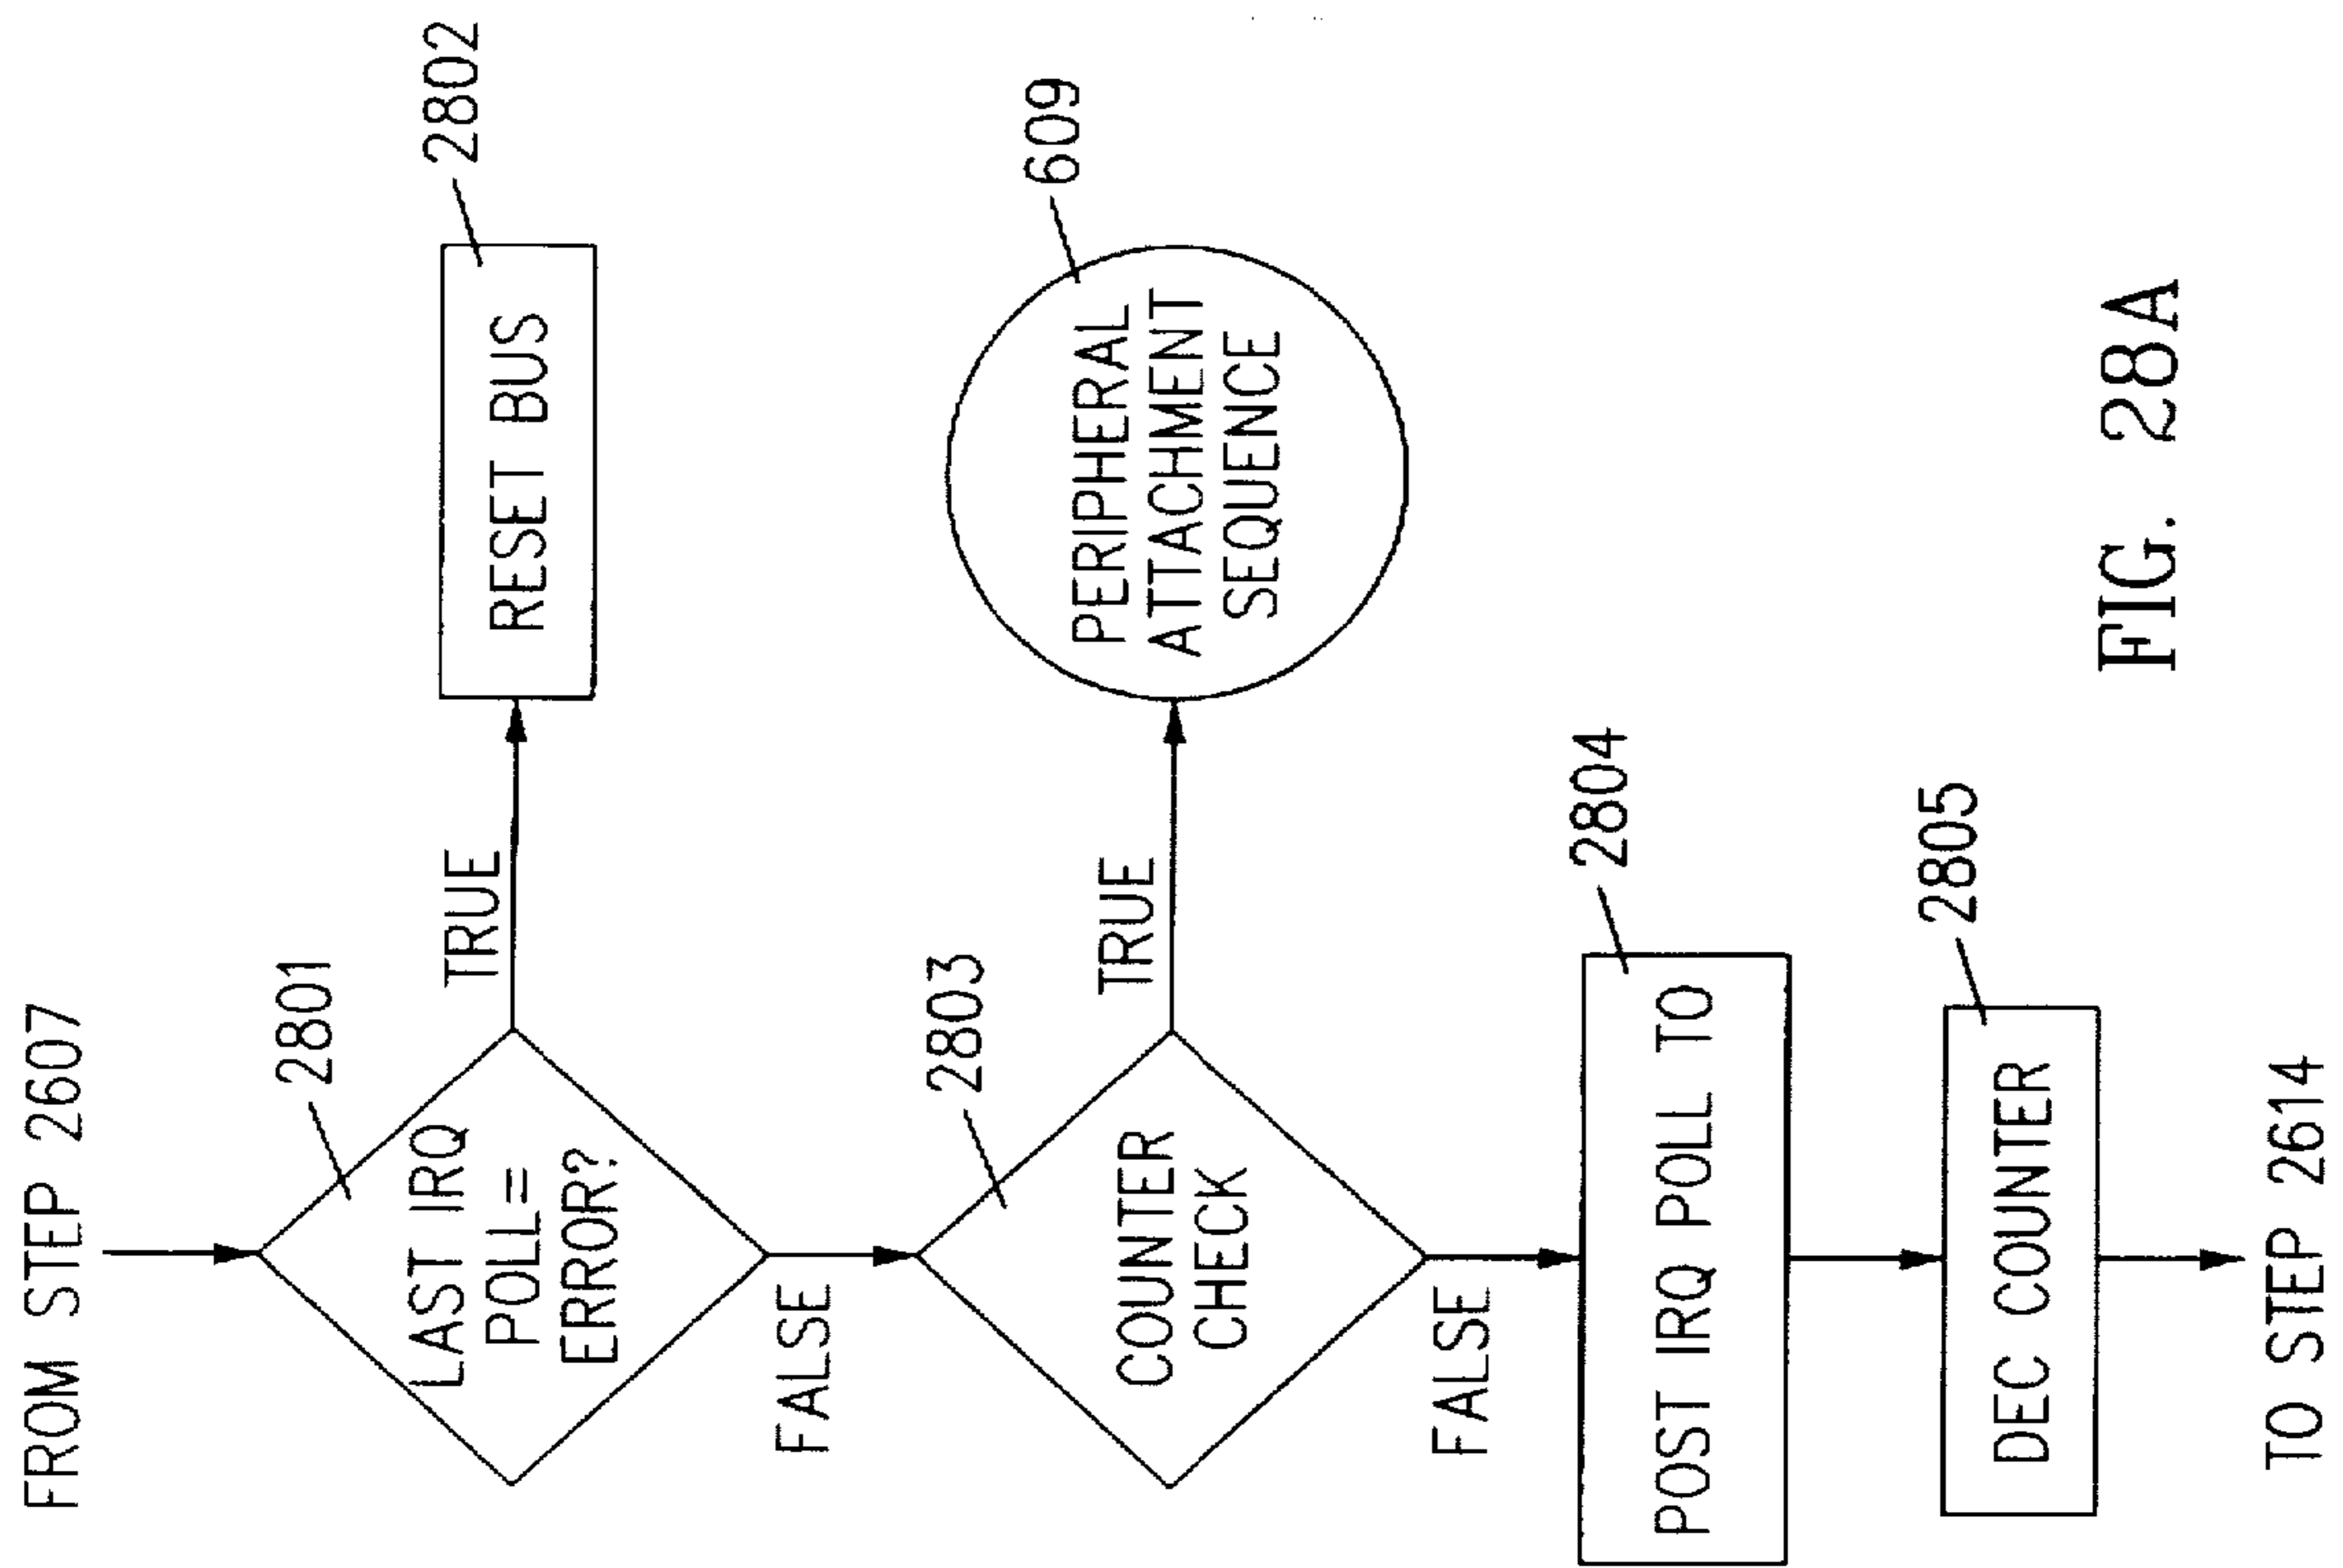 FROM STEP 2607
2801
LAST IRQ
POLL=
ERROR?
TRUE
2802
RESET BUS
FALSE
2803
COUNTER
CHECK
TRUE
609
PERIPHERAL
ATTACHMENT
SEQUENCE
FALSE
2804
POST IRQ POLL TO
2805
DEC COUNTER
TO STEP 2614
FIG. 28A